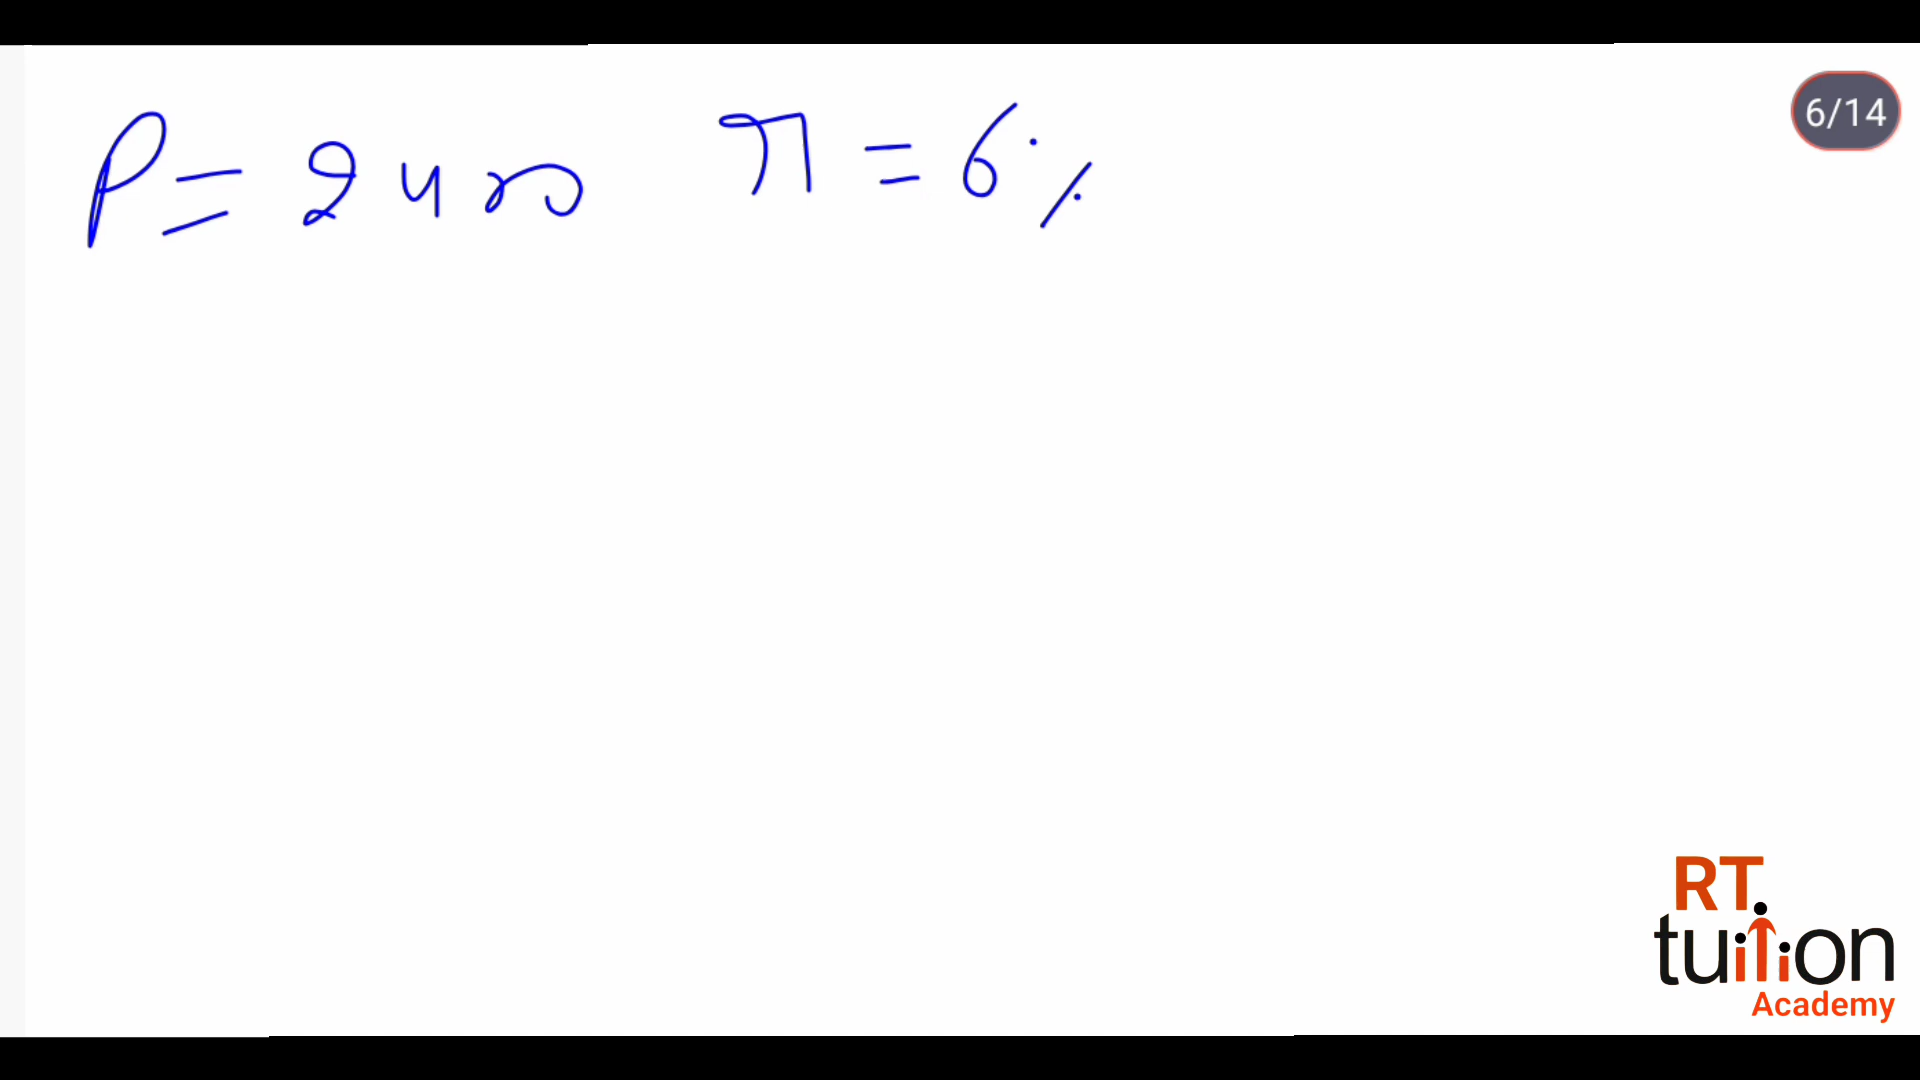 P = 2400 r = 6%
6/14
RT
tuition
Academy